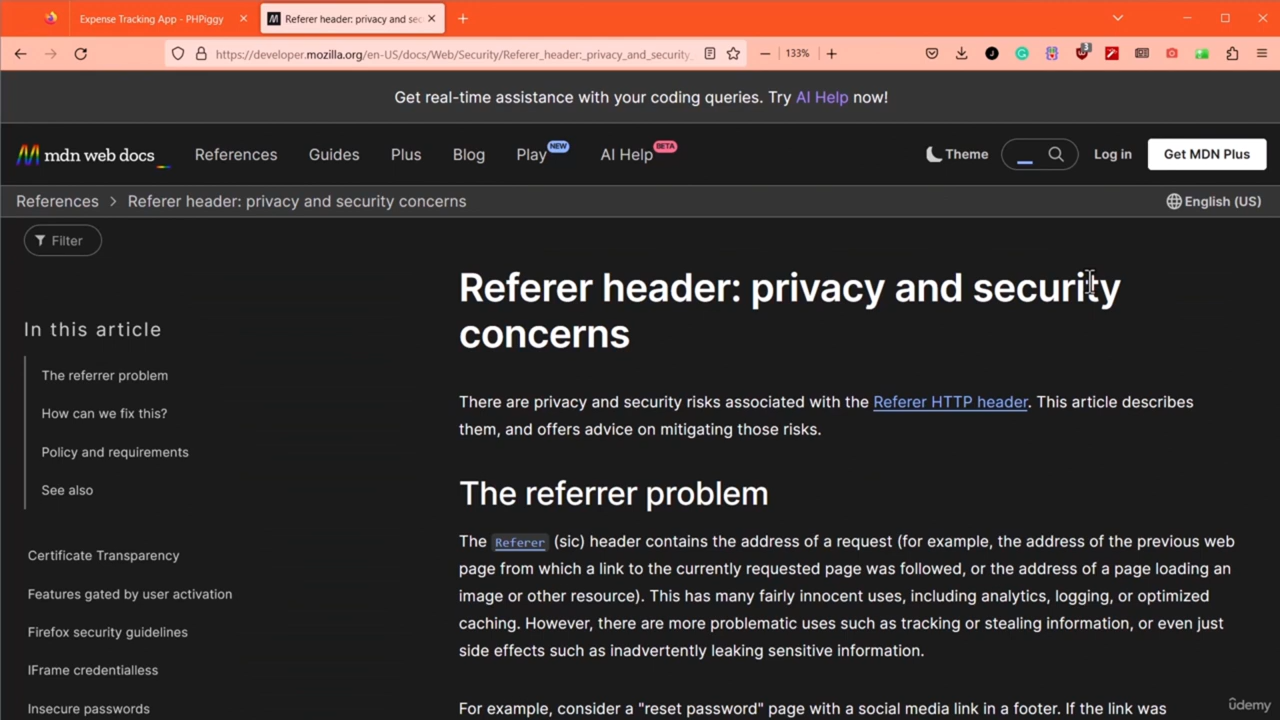 Expense Tracking App - PHPiggy
Referer header: privacy and sec
https://developer.mozilla.org/en-US/docs/Web/Security/Referer_header:_privacy_and_security_
133%
3
Get real-time assistance with your coding queries. Try AI Help now!
mdn web docs
References
Guides
Plus
Blog
Play NEW
AI Help BETA
Theme
Log in
Get MDN Plus
References > Referer header: privacy and security concerns
English (US)
Filter
In this article
The referrer problem
How can we fix this?
Policy and requirements
See also
Certificate Transparency
Features gated by user activation
Firefox security guidelines
IFrame credentialless
Insecure passwords
Referer header: privacy and security
concerns
There are privacy and security risks associated with the Referer HTTP header. This article describes
them, and offers advice on mitigating those risks.
The referrer problem
The Referer (sic) header contains the address of a request (for example, the address of the previous web
page from which a link to the currently requested page was followed, or the address of a page loading an
image or other resource). This has many fairly innocent uses, including analytics, logging, or optimized
caching. However, there are more problematic uses such as tracking or stealing information, or even just
side effects such as inadvertently leaking sensitive information.
For example, consider a "reset password" page with a social media link in a footer. If the link was
ûdemy